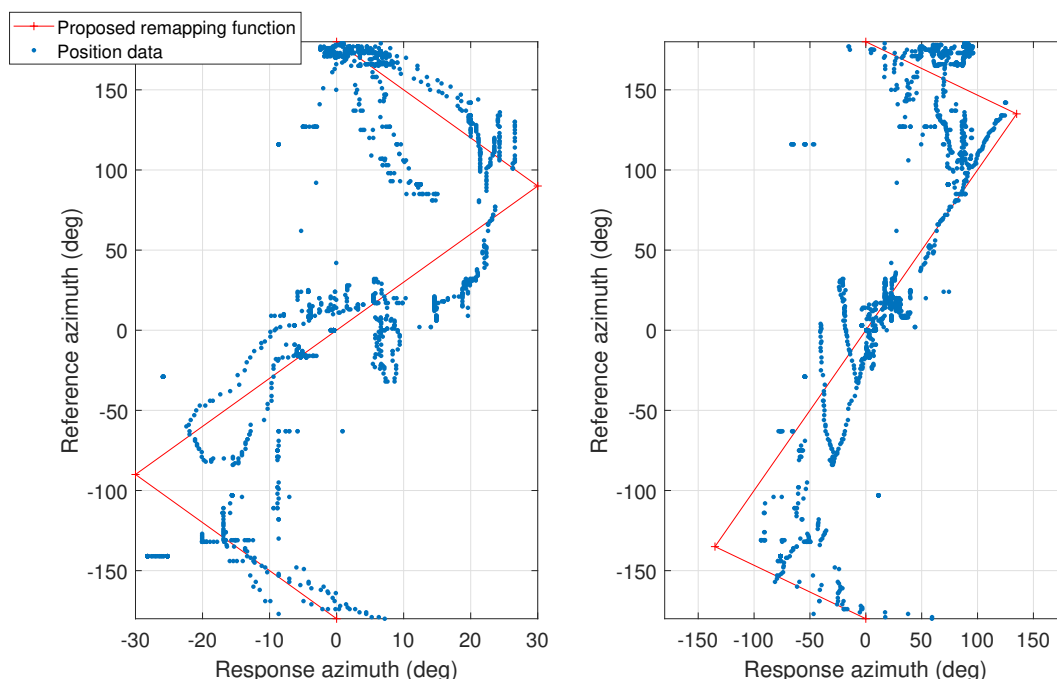 Proposed remapping function
Position data
150
100
50
0
-50
-100
-150
Reference azimuth (deg)
-30 -20 -10 0 10 20 30
Response azimuth (deg)
150
100
50
0
-50
-100
-150
Reference azimuth (deg)
-150 -100 -50 0 50 100 150
Response azimuth (deg)